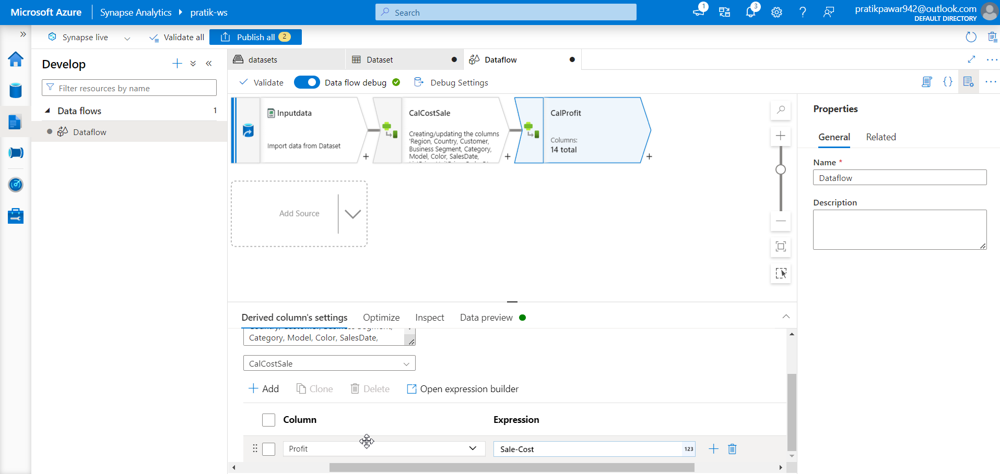 Microsoft Azure
Synapse Analytics
pratik-ws
Search
1
3
pratikpawar942@outlook.com
DEFAULT DIRECTORY
Synapse live
Validate all
Publish all 2
Develop
Filter resources by name
Data flows 1
Dataflow
datasets
Dataset
Dataflow
Validate
Data flow debug
Debug Settings
Inputdata
Import data from Dataset
CalCostSale
Creating/updating the columns
'Region, Country, Customer,
Business Segment, Category,
Model, Color, SalesDate,
CalProfit
Columns:
14 total
Add Source
Properties
General
Related
Name *
Dataflow
Description
Derived column's settings
Optimize
Inspect
Data preview
Country, Customer, Business Segment,
Category, Model, Color, SalesDate,
CalCostSale
Add
Clone
Delete
Open expression builder
Column
Expression
Profit
Sale-Cost
123